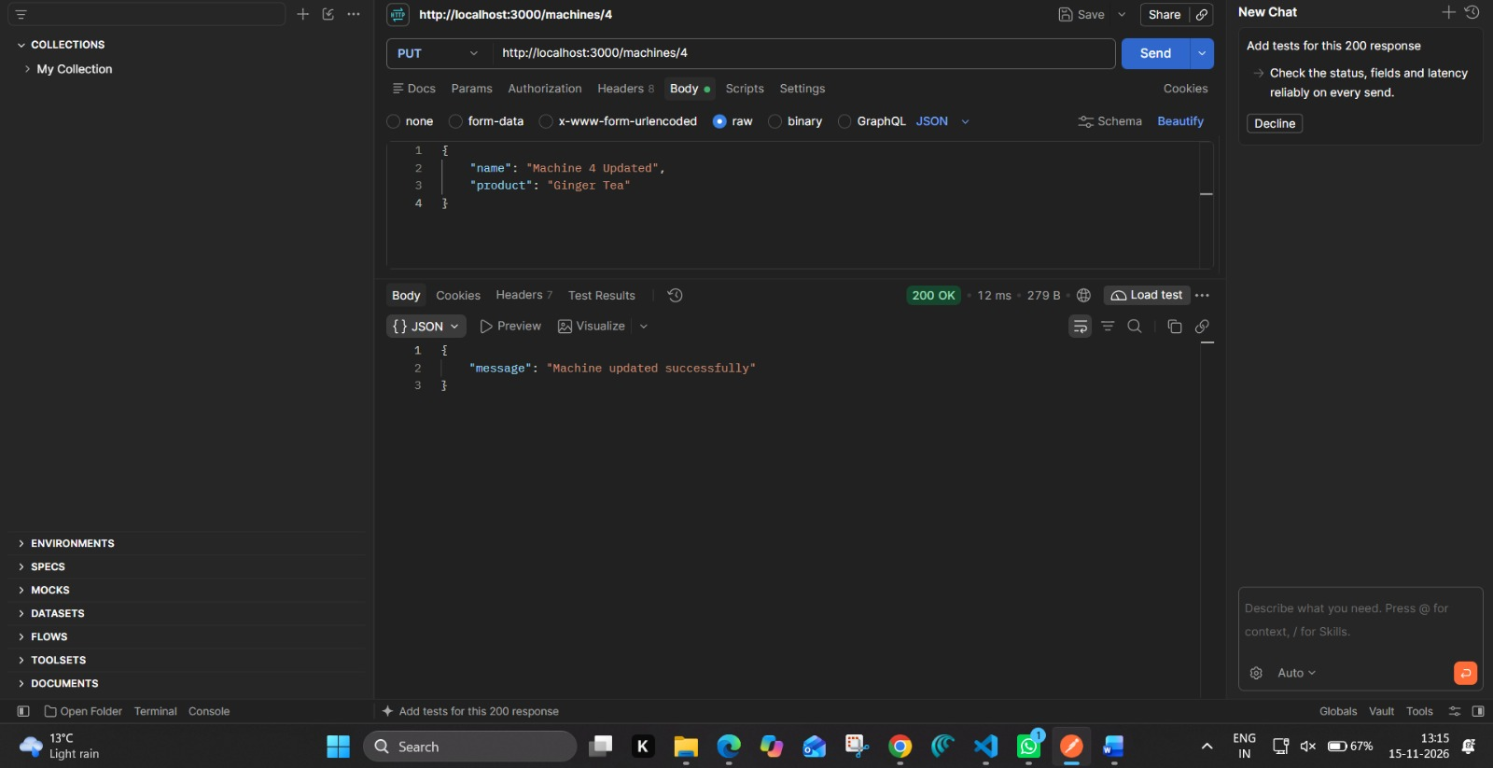 COLLECTIONS
My Collection
ENVIRONMENTS
SPECS
MOCKS
DATASETS
FLOWS
TOOLSETS
DOCUMENTS
HTTP http://localhost:3000/machines/4
Save
Share
PUT http://localhost:3000/machines/4
Send
Docs Params Authorization Headers 8 Body Scripts Settings
Cookies
none form-data x-www-form-urlencoded raw binary GraphQL JSON
Schema Beautify
1 {
2 "name": "Machine 4 Updated",
3 "product": "Ginger Tea"
4 }
Body Cookies Headers 7 Test Results
200 OK • 12 ms • 279 B • Load test
{} JSON Preview Visualize
1 {
2 "message": "Machine updated successfully"
3 }
New Chat
Add tests for this 200 response
→ Check the status, fields and latency
reliably on every send.
Decline
Describe what you need. Press @ for
context, / for Skills.
Auto
Open Folder Terminal Console
Add tests for this 200 response
Globals Vault Tools
13°C
Light rain
Search
K
1
ENG
IN
67%
13:15
15-11-2026